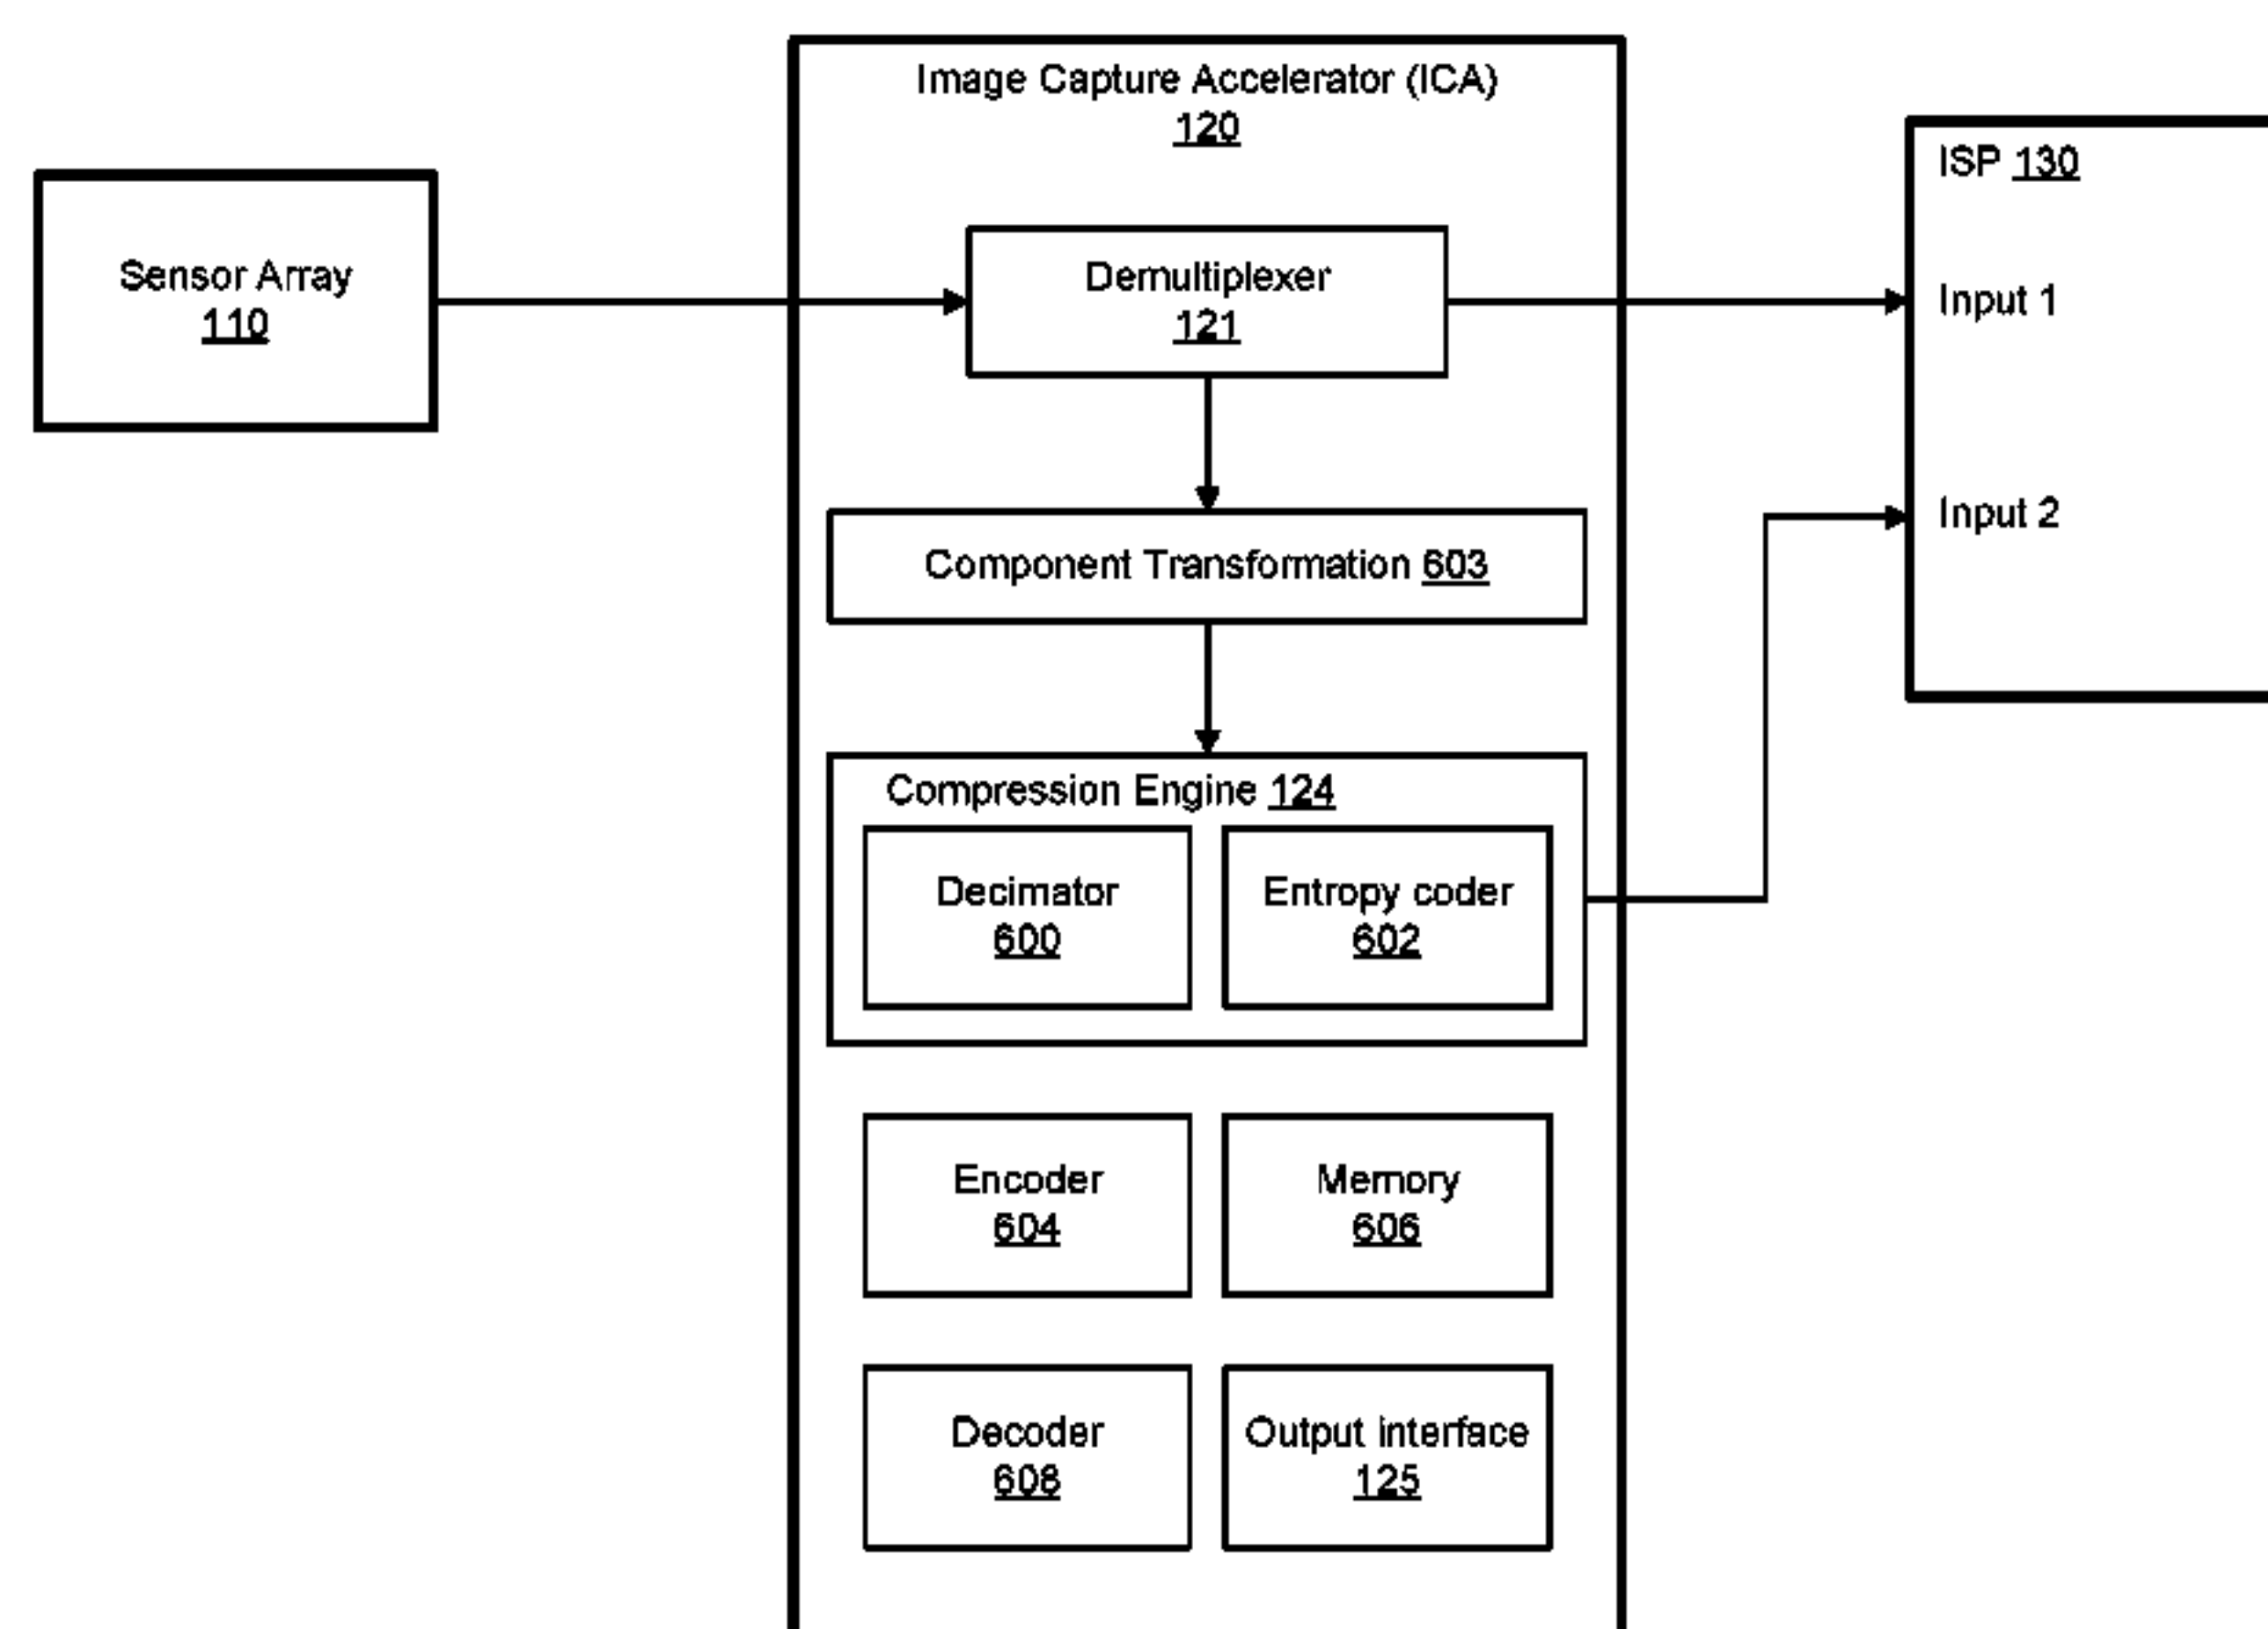 Image Capture Accelerator (ICA)
120
ISP 130
Sensor Array
110
Demultiplexer
121
Input 1
Input 2
Component Transformation 603
Compression Engine 124
Decimator
600
Entropy coder
602
Encoder
604
Memory
606
Decoder
608
Output interface
125